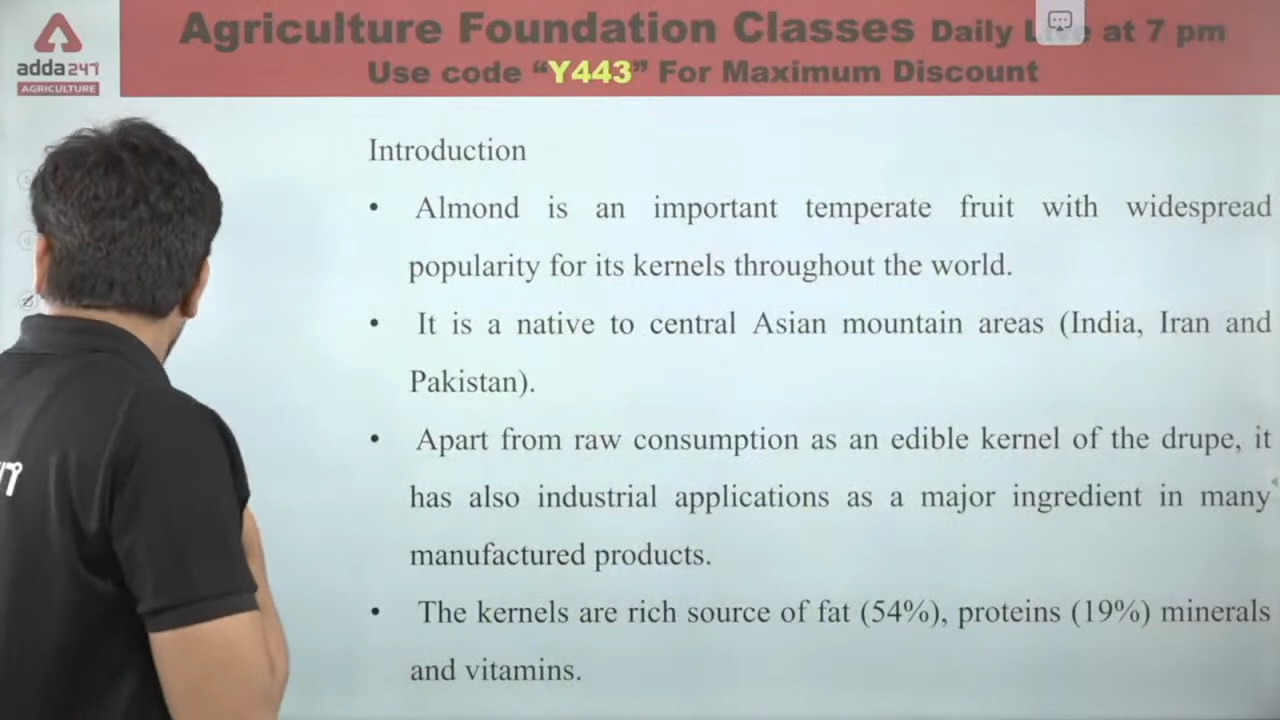 Agriculture Foundation Classes Daily at 7 pm
Use code “Y443” For Maximum Discount
adda247
AGRICULTURE
Introduction
• Almond is an important temperate fruit with widespread
popularity for its kernels throughout the world.
• It is a native to central Asian mountain areas (India, Iran and
Pakistan).
• Apart from raw consumption as an edible kernel of the drupe, it
has also industrial applications as a major ingredient in many
manufactured products.
• The kernels are rich source of fat (54%), proteins (19%) minerals
and vitamins.